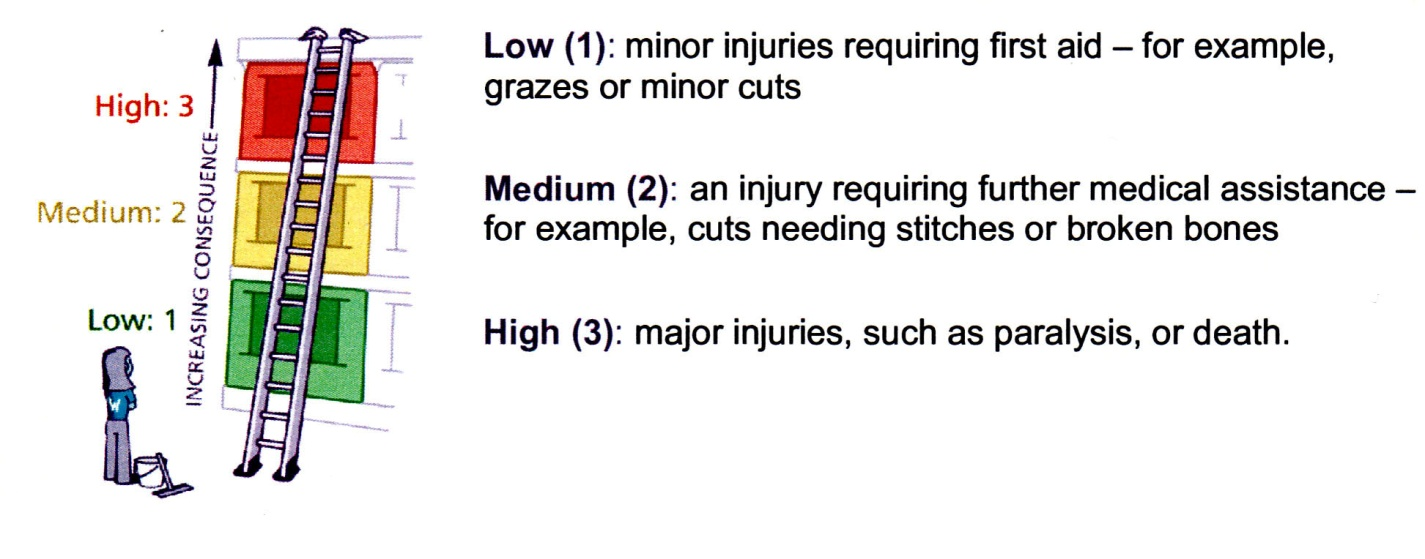 High: 3
Medium: 2
Low: 1
INCREASING CONSEQUENCE
W
Low (1): minor injuries requiring first aid – for example,
grazes or minor cuts
Medium (2): an injury requiring further medical assistance –
for example, cuts needing stitches or broken bones
High (3): major injuries, such as paralysis, or death.